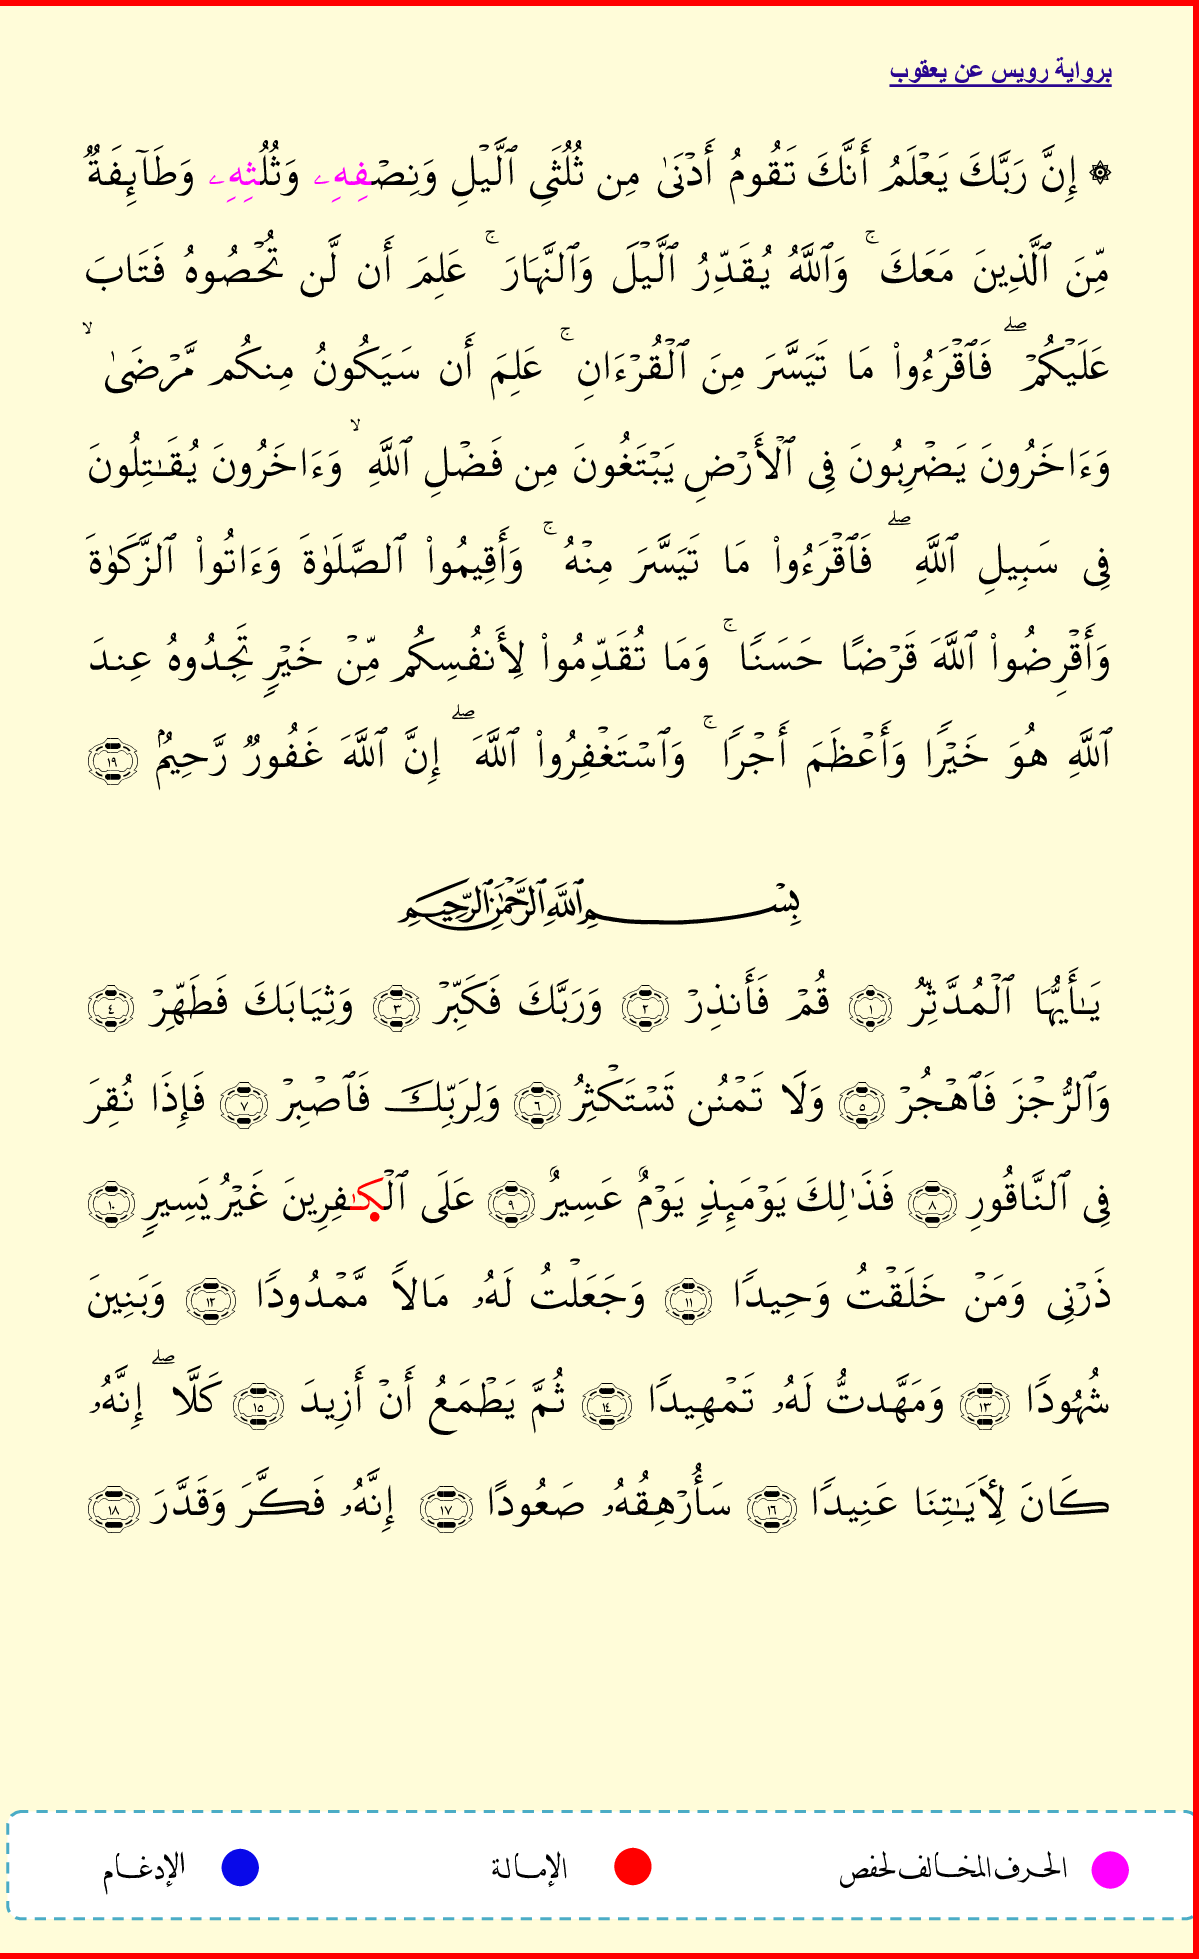 برواية رويس عن يعقوب
۞ إِنَّ رَبَّكَ يَعۡلَمُ أَنَّكَ تَقُومُ أَدۡنَىٰ مِن ثُلُثَيِ ٱلَّيۡلِ وَنِصۡفِهِۦ وَثُلُثِهِۦ وَطَآئِفَةٞ
مِّنَ ٱلَّذِينَ مَعَكَۚ وَٱللَّهُ يُقَدِّرُ ٱلَّيۡلَ وَٱلنَّهَارَۚ عَلِمَ أَن لَّن تُحۡصُوهُ فَتَابَ
عَلَيۡكُمۡۖ فَٱقۡرَءُواْ مَا تَيَسَّرَ مِنَ ٱلۡقُرۡءَانِۚ عَلِمَ أَن سَيَكُونُ مِنكُم مَّرۡضَىٰۙ
وَءَاخَرُونَ يَضۡرِبُونَ فِي ٱلۡأَرۡضِ يَبۡتَغُونَ مِن فَضۡلِ ٱللَّهِۙ وَءَاخَرُونَ يُقَٰتِلُونَ
فِي سَبِيلِ ٱللَّهِۖ فَٱقۡرَءُواْ مَا تَيَسَّرَ مِنۡهُۚ وَأَقِيمُواْ ٱلصَّلَوٰةَ وَءَاتُواْ ٱلزَّكَوٰةَ
وَأَقۡرِضُواْ ٱللَّهَ قَرۡضًا حَسَنٗاۚ وَمَا تُقَدِّمُواْ لِأَنفُسِكُم مِّنۡ خَيۡرٖ تَجِدُوهُ عِندَ
ٱللَّهِ هُوَ خَيۡرٗا وَأَعۡظَمَ أَجۡرٗاۚ وَٱسۡتَغۡفِرُواْ ٱللَّهَۖ إِنَّ ٱللَّهَ غَفُورٞ رَّحِيمُۢ ١٩
بِسۡمِ ٱللَّهِ ٱلرَّحۡمَٰنِ ٱلرَّحِيمِ
يَٰٓأَيُّهَا ٱلۡمُدَّثِّرُ ١ قُمۡ فَأَنذِرۡ ٢ وَرَبَّكَ فَكَبِّرۡ ٣ وَثِيَابَكَ فَطَهِّرۡ ٤
وَٱلرُّجۡزَ فَٱهۡجُرۡ ٥ وَلَا تَمۡنُن تَسۡتَكۡثِرُ ٦ وَلِرَبِّكَ فَٱصۡبِرۡ ٧ فَإِذَا نُقِرَ
فِي ٱلنَّاقُورِ ٨ فَذَٰلِكَ يَوۡمَئِذٖ يَوۡمٌ عَسِيرٌ ٩ عَلَى ٱلۡكَٰفِرِينَ غَيۡرُ يَسِيرٖ ١٠
ذَرۡنِي وَمَنۡ خَلَقۡتُ وَحِيدٗا ١١ وَجَعَلۡتُ لَهُۥ مَالٗا مَّمۡدُودٗا ١٢ وَبَنِينَ
شُهُودٗا ١٣ وَمَهَّدتُّ لَهُۥ تَمۡهِيدٗا ١٤ ثُمَّ يَطۡمَعُ أَنۡ أَزِيدَ ١٥ كَلَّاۖ إِنَّهُۥ
كَانَ لِأٓيَٰتِنَا عَنِيدٗا ١٦ سَأُرۡهِقُهُۥ صَعُودًا ١٧ إِنَّهُۥ فَكَّرَ وَقَدَّرَ ١٨
الحرف المخالف لحفص الإمالة الإدغام